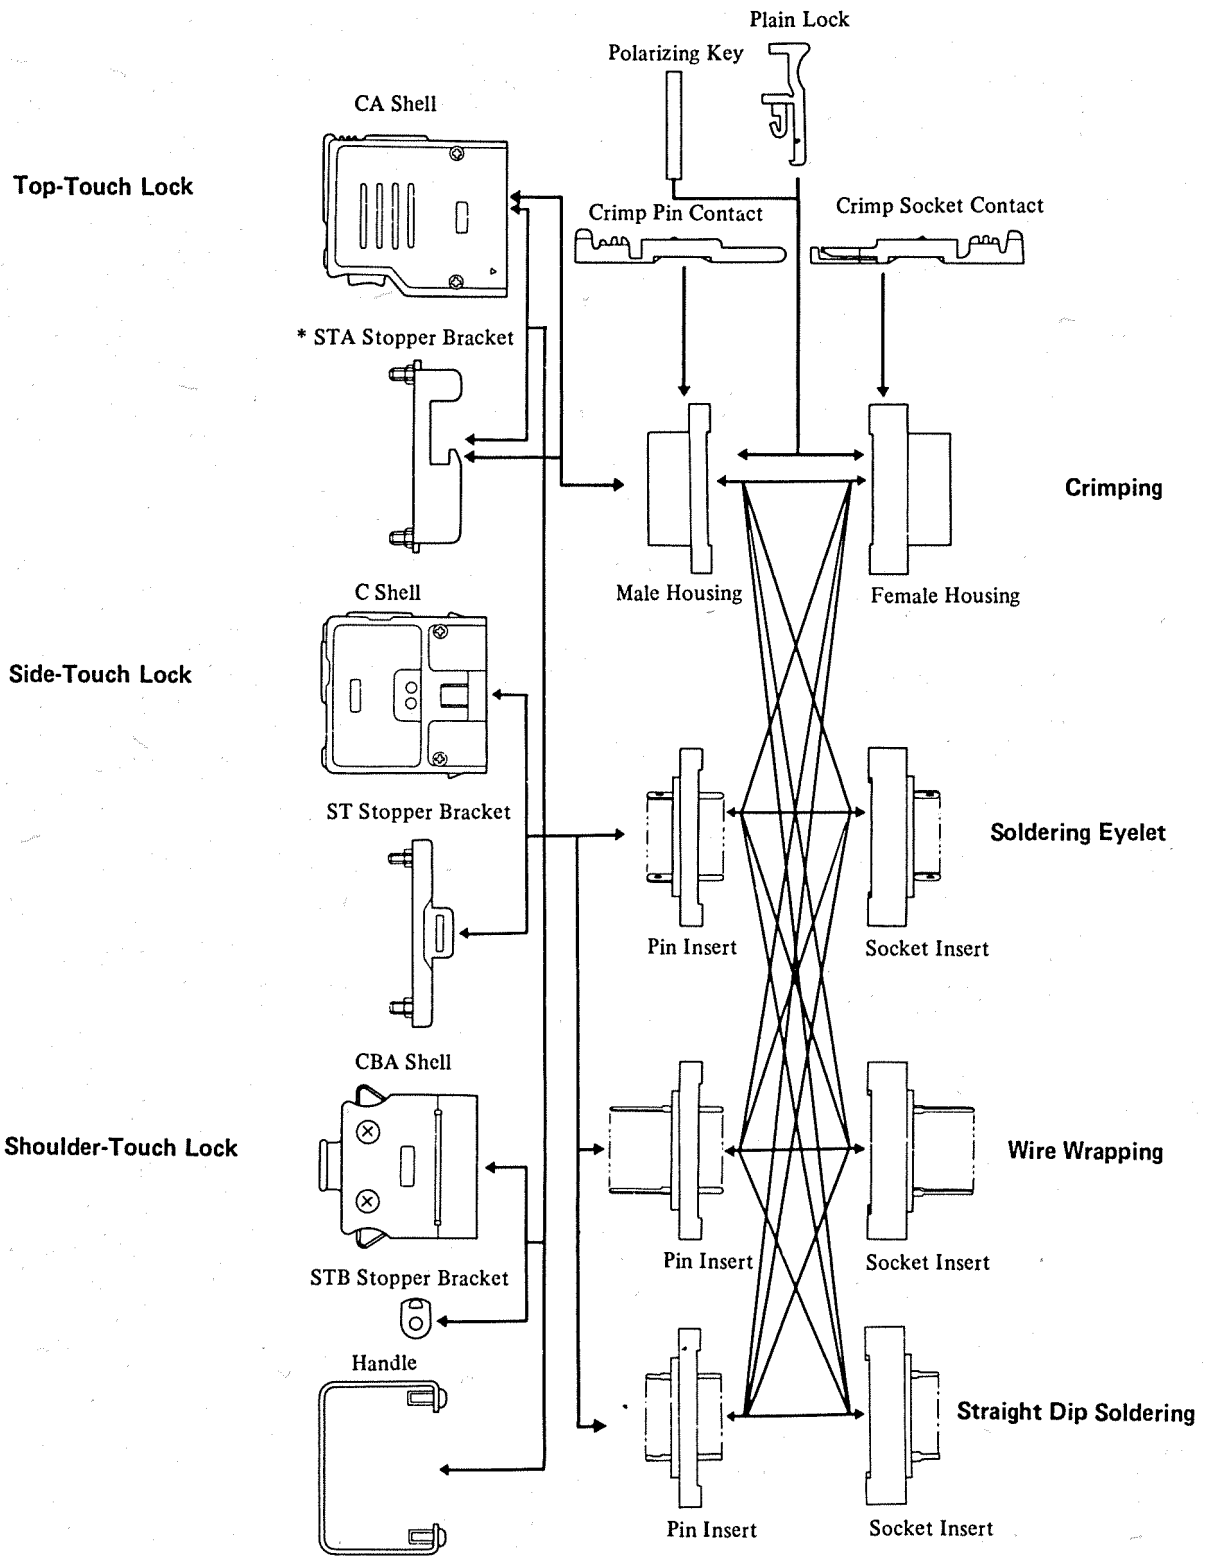 Plain Lock
Polarizing Key
CA Shell
Top-Touch Lock
Crimp Pin Contact
Crimp Socket Contact
* STA Stopper Bracket
Crimping
C Shell
Male Housing
Female Housing
Side-Touch Lock
ST Stopper Bracket
Soldering Eyelet
Pin Insert
Socket Insert
CBA Shell
Shoulder-Touch Lock
Wire Wrapping
Pin Insert
Socket Insert
STB Stopper Bracket
Handle
Straight Dip Soldering
Pin Insert
Socket Insert